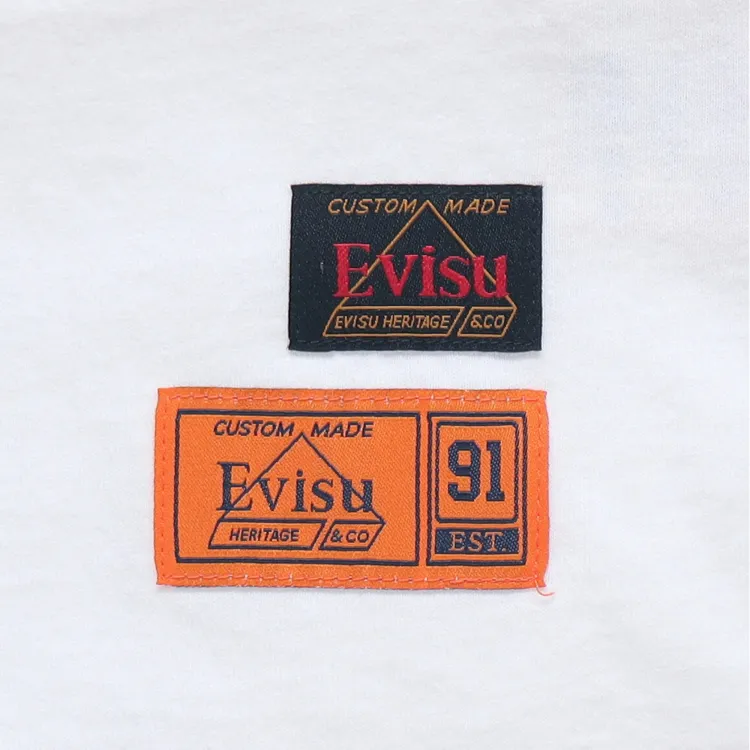 CUSTOM MADE
Evisu
EVISU HERITAGE &CO
CUSTOM MADE
Evisu
HERITAGE &CO
91
EST.